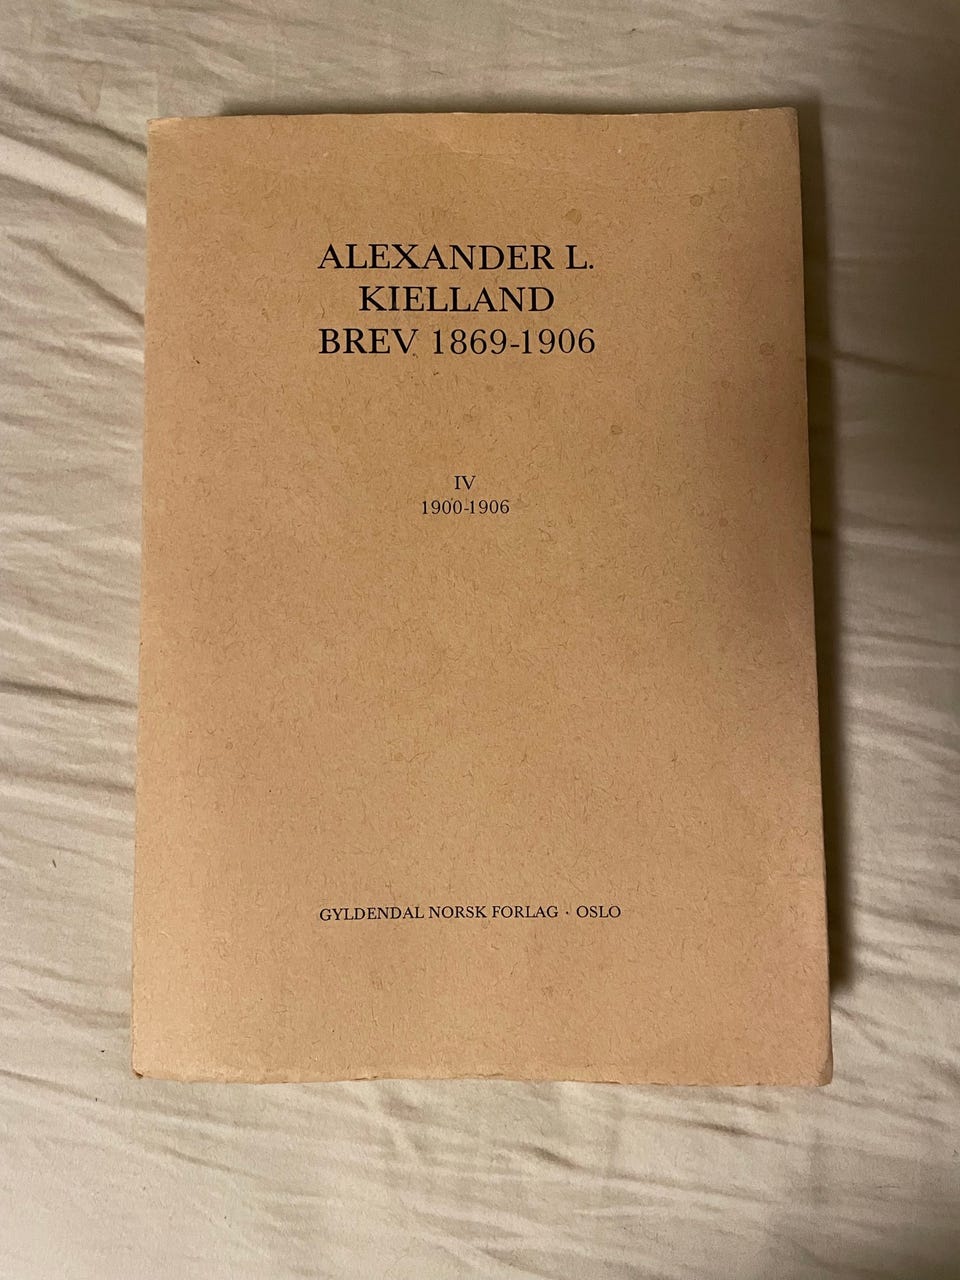 ALEXANDER L.
KIELLAND
BREV 1869-1906
IV
1900-1906
GYLDENDAL NORSK FORLAG · OSLO